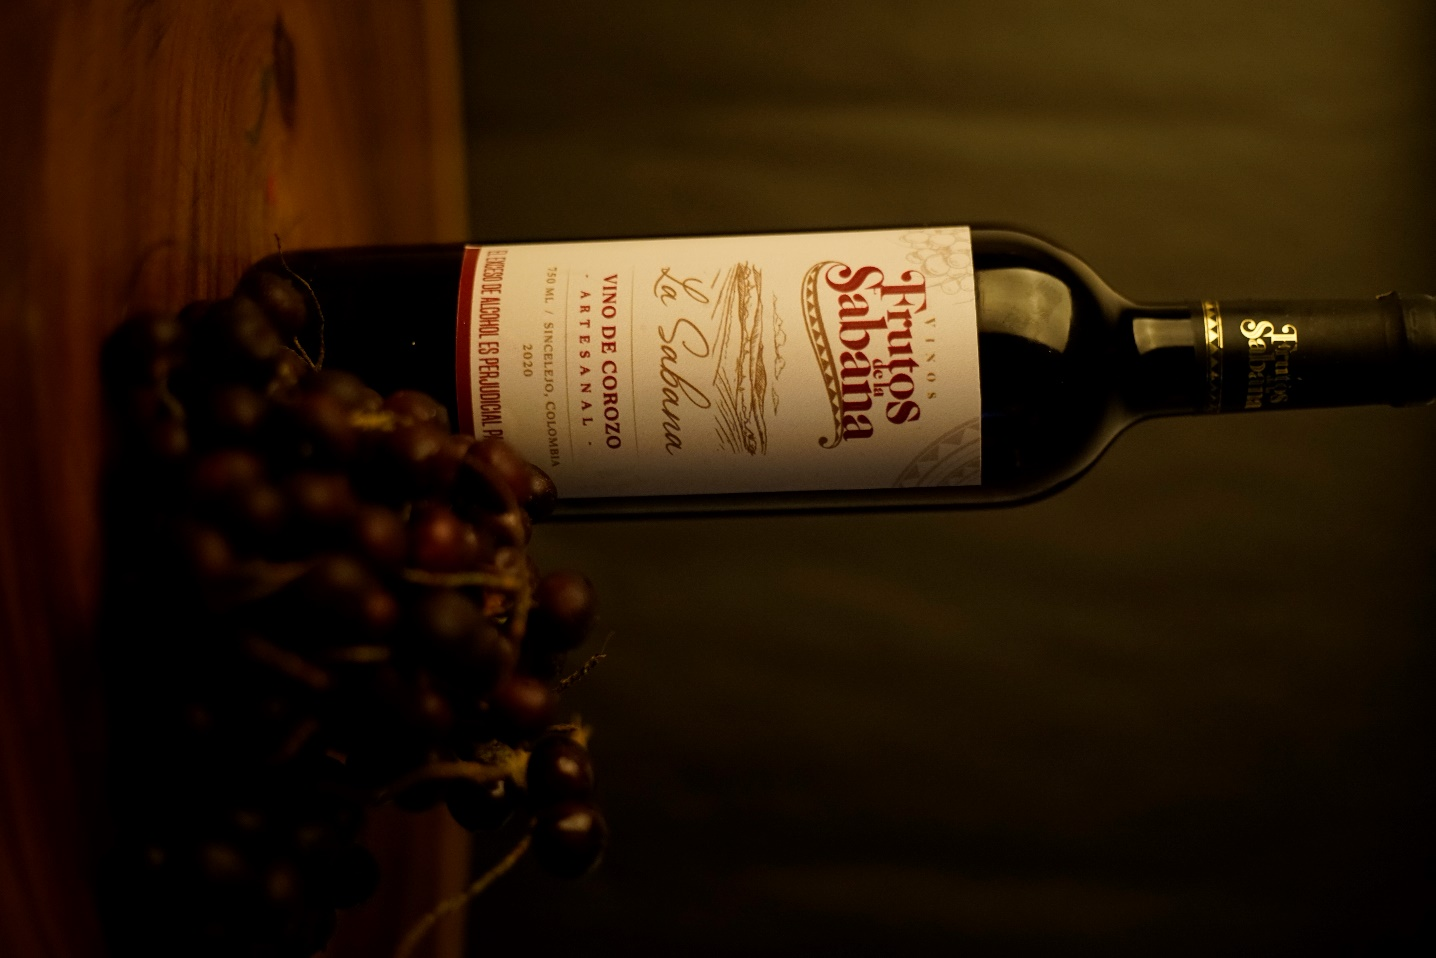 VINOS
Frutos
de la
Sabana
La Sabana
VINO DE COROZO
· ARTESANAL ·
750 ML / SINCELEJO, COLOMBIA
2020
EL EXCESO DE ALCOHOL ES PERJUDICIAL P
Frutos
Sabana